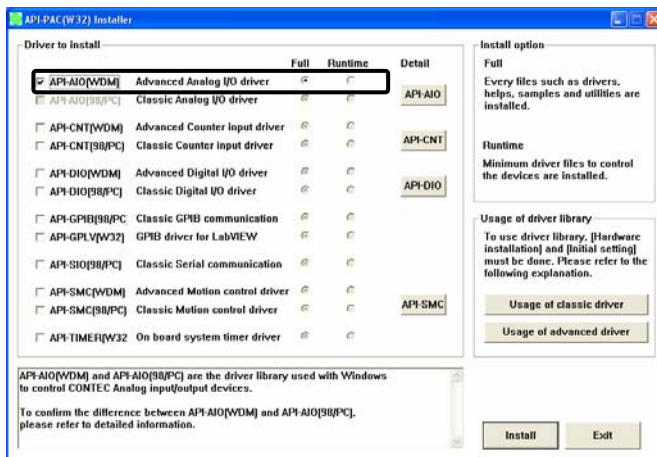 API-PAC(W32) Installer
Driver to install
Full Runtime Detail
API-AIO(WDM) Advanced Analog I/O driver
API-AIO(98/PC) Classic Analog I/O driver
API-AIO
API-CNT(WDM) Advanced Counter input driver
API-CNT(98/PC) Classic Counter input driver
API-CNT
API-DIO(WDM) Advanced Digital I/O driver
API-DIO(98/PC) Classic Digital I/O driver
API-DIO
API-GPIB(98/PC Classic GPIB communication
API-GPLV(W32) GPIB driver for LabVIEW
API-SIO(98/PC) Classic Serial communication
API-SMC(WDM) Advanced Motion control driver
API-SMC(98/PC) Classic Motion control driver
API-SMC
API-TIMER(W32 On board system timer driver
Install option
Full
Every files such as drivers,
helps, samples and utilities are
installed.
Runtime
Minimum driver files to control
the devices are installed.
Usage of driver library
To use driver library, [Hardware
installation] and [Initial setting]
must be done. Please refer to the
following explanation.
Usage of classic driver
Usage of advanced driver
API-AIO(WDM) and API-AIO(98/PC) are the driver library used with Windows
to control CONTEC Analog input/output devices.
To confirm the difference between API-AIO(WDM) and API-AIO(98/PC),
please refer to detailed information.
Install
Exit